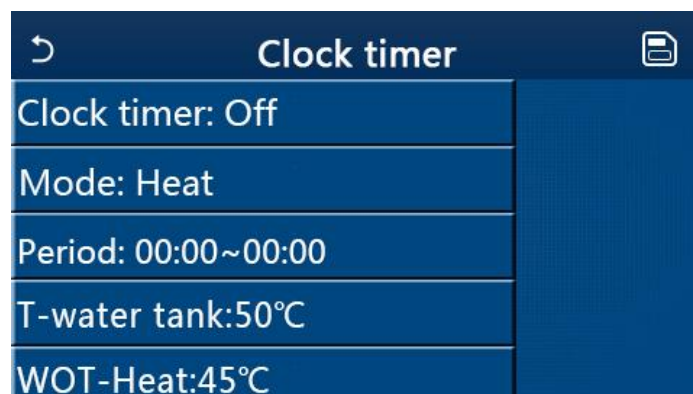 Clock timer
Clock timer: Off
Mode: Heat
Period: 00:00~00:00
T-water tank:50℃
WOT-Heat:45℃